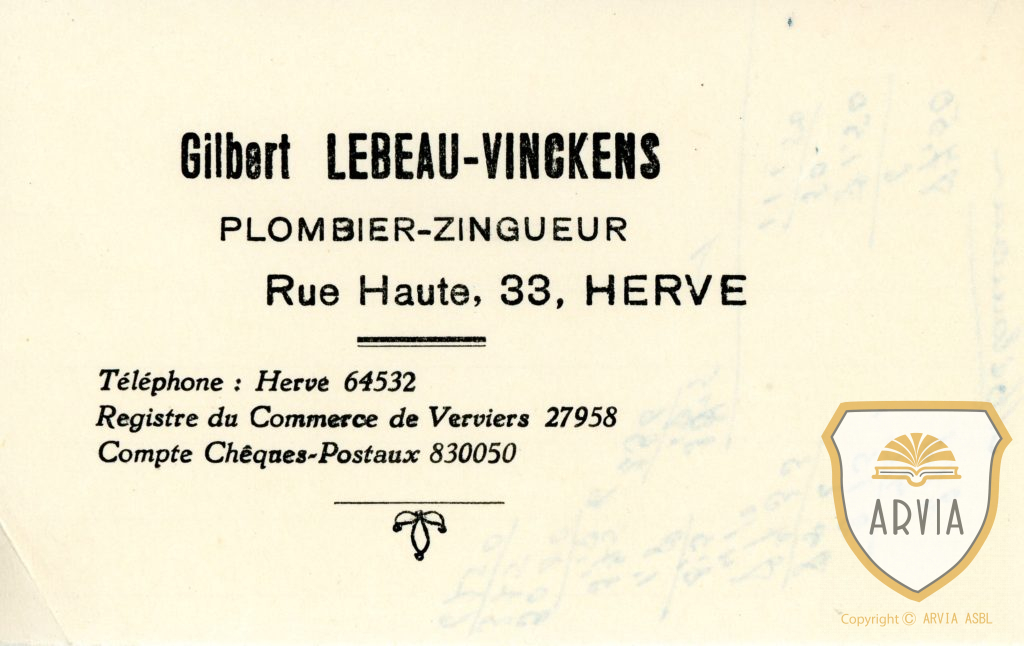 Gilbert LEBEAU-VINCKENS
PLOMBIER-ZINGUEUR
Rue Haute, 33, HERVE
Téléphone : Herve 64532
Registre du Commerce de Verviers 27958
Compte Chêques-Postaux 830050
ARVIA
Copyright © ARVIA ASBL